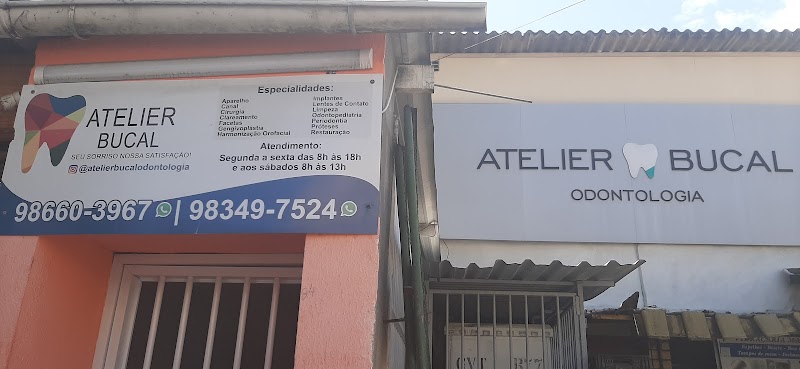 ATELIER
BUCAL
SEU SORRISO NOSSA SATISFAÇÃO!
@atelierbucalodontologia
Especialidades:
Aparelho
Canal
Cirurgia
Clareamento
Facetas
Gengivoplastia
Harmonização Orofacial
Implantes
Lentes de Contato
Limpeza
Odontopediatria
Periodontia
Próteses
Restauração
Atendimento:
Segunda a sexta das 8h às 18h
e aos sábados 8h às 13h
98660-3967 | 98349-7524
ATELIER BUCAL
ODONTOLOGIA